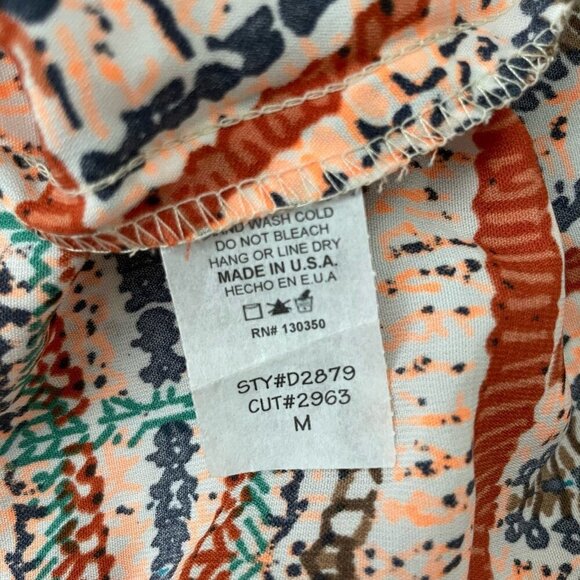 WASH COLD
DO NOT BLEACH
HANG OR LINE DRY
MADE IN U.S.A.
HECHO EN E.U.A
RN# 130350
STY#D2879
CUT#2963
M